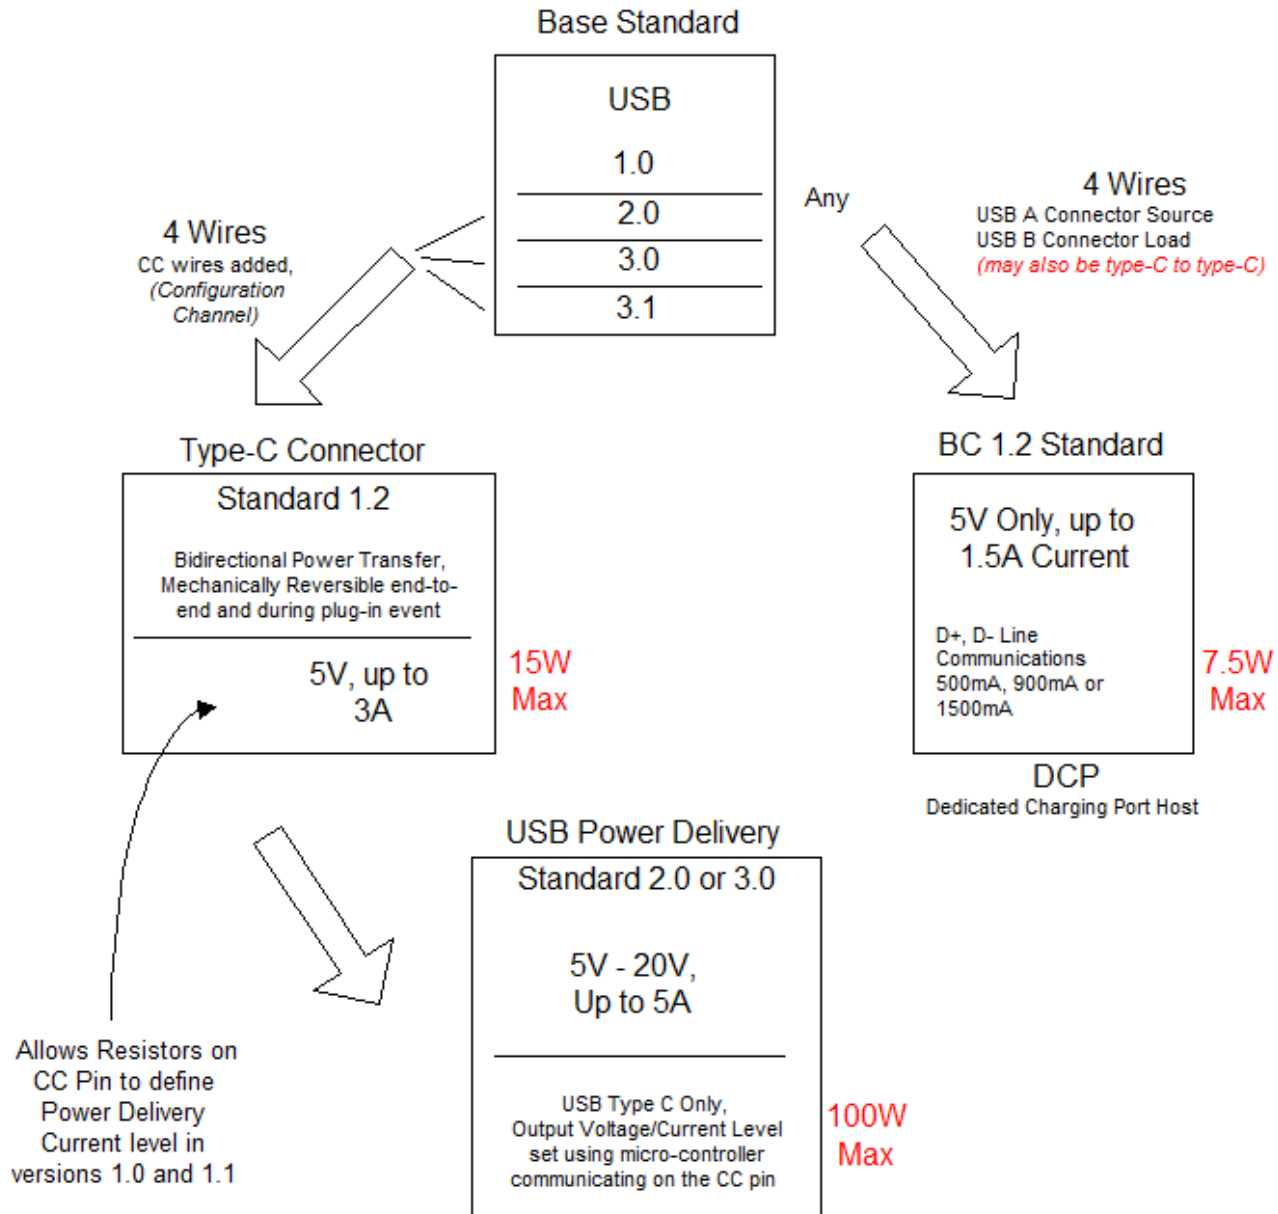 Base Standard
USB
1.0
2.0
3.0
3.1
Any
4 Wires
USB A Connector Source
USB B Connector Load
(may also be type-C to type-C)
4 Wires
CC wires added,
(Configuration
Channel)
Type-C Connector
Standard 1.2
Bidirectional Power Transfer,
Mechanically Reversible end-to-
end and during plug-in event
5V, up to
3A
15W
Max
BC 1.2 Standard
5V Only, up to
1.5A Current
D+, D- Line
Communications
500mA, 900mA or
1500mA
7.5W
Max
DCP
Dedicated Charging Port Host
USB Power Delivery
Standard 2.0 or 3.0
5V - 20V,
Up to 5A
USB Type C Only,
Output Voltage/Current Level
set using micro-controller
communicating on the CC pin
100W
Max
Allows Resistors on
CC Pin to define
Power Delivery
Current level in
versions 1.0 and 1.1